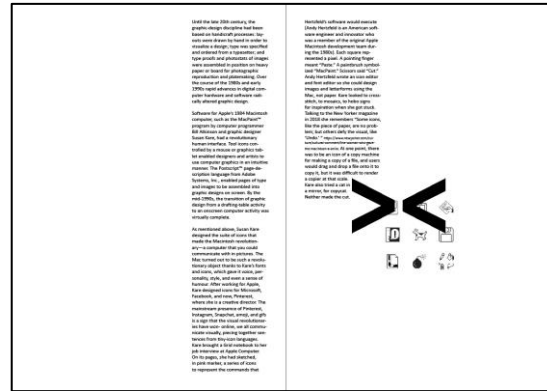 Until the late 20th century, the
graphic design discipline had been
based on handicraft processes: lay-
outs were drawn by hand in order to
visualize a design; type was specified
and ordered from a typesetter; and
type proofs and photostats of images
were assembled in position on heavy
paper or board for photographic
reproduction and platemaking. Over
the course of the 1980s and early
1990s rapid advances in digital com-
puter hardware and software radi-
cally altered graphic design.
Software for Apple's 1984 Macintosh
computer, such as the MacPaint™
program by computer programmer
Bill Atkinson and graphic designer
Susan Kare, had a revolutionary
human interface. Tool icons con-
trolled by a mouse or graphics tab-
let enabled designers and artists to
use computer graphics in an intuitive
manner. The Postscript™ page-de-
scription language from Adobe
Systems, Inc., enabled pages of type
and images to be assembled into
graphic designs on screen. By the
mid-1990s, the transition of graphic
design from a drafting-table activity
to an onscreen computer activity was
virtually complete.
As mentioned above, Susan Kare
designed the suite of icons that
made the Macintosh revolution-
ary—a computer that you could
communicate with in pictures. The
Mac turned out to be such a revolu-
tionary object thanks to Kare's fonts
and icons, which gave it voice, per-
sonality, style, and even a sense of
humour. After working for Apple,
Kare designed icons for Microsoft,
Facebook, and now, Pinterest,
where she is a creative director. The
mainstream presence of Pinterest,
Instagram, Snapchat, emoji, and gifs
is a sign that the visual revolutionar-
ies have won: online, we all commu-
nicate visually, piecing together sen-
tences from tiny-icon languages.
Kare brought a Grid notebook to her
job interview at Apple Computer.
On its pages, she had sketched,
in pink marker, a series of icons
to represent the commands that
Hertzfeld's software would execute
(Andy Hertzfeld is an American soft-
ware engineer and innovator who
was a member of the original Apple
Macintosh development team dur-
ing the 1980s). Each square rep-
resented a pixel. A pointing finger
meant "Paste." A paintbrush symbol-
ised "MacPaint." Scissors said "Cut."
Andy Hertzfeld wrote an icon editor
and font editor so she could design
images and letterforms using the
Mac, not paper. Kare looked to cross-
stitch, to mosaics, to hobo signs
for inspiration when she got stuck.
Talking to the New Yorker magazine
in 2018 she remembers "Some icons,
like the piece of paper, are no prob-
lem; but others defy the visual, like
'Undo.' "
At one point, there
was to be an icon of a copy machine
for making a copy of a file, and users
would drag and drop a file onto it to
copy it, but it was difficult to render
a copier at that scale.
Kare also tried a cat in
a mirror, for copycat.
Neither made the cut.